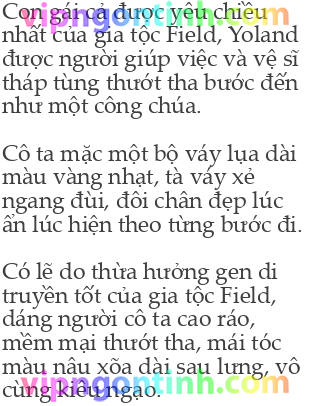 Con gái cả được yêu chiều
vipngontinh.com
nhất của gia tộc Field, Yoland
được người giúp việc và vệ sĩ
tháp tùng thướt tha bước đến
như một công chúa.
Cô ta mặc một bộ váy lụa dài
màu vàng nhạt, tà váy xẻ
ngang đùi, đôi chân đẹp lúc
ẩn lúc hiện theo từng bước đi.
Có lẽ do thừa hưởng gen di
truyền tốt của gia tộc Field,
dáng người cô ta cao ráo,
mềm mại thướt tha, mái tóc
màu nâu xõa dài sau lưng, vô
vipngontinh.com
cùng kiêu ngạo.